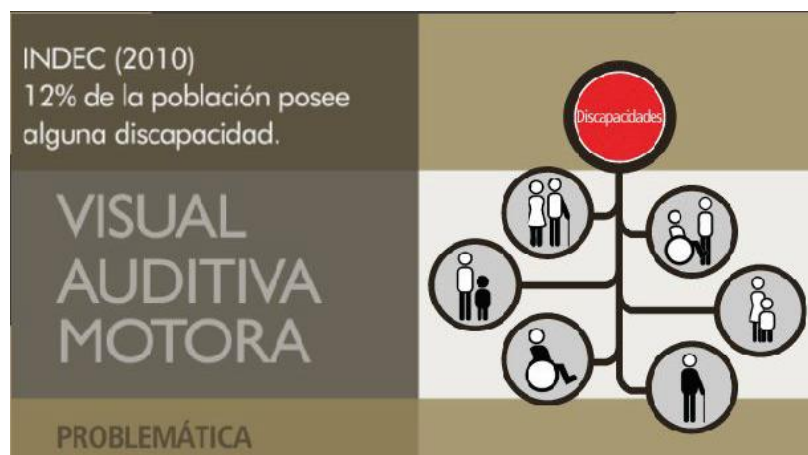 INDEC (2010)
12% de la población posee
alguna discapacidad.
VISUAL
AUDITIVA
MOTORA
PROBLEMÁTICA
Discapacidades